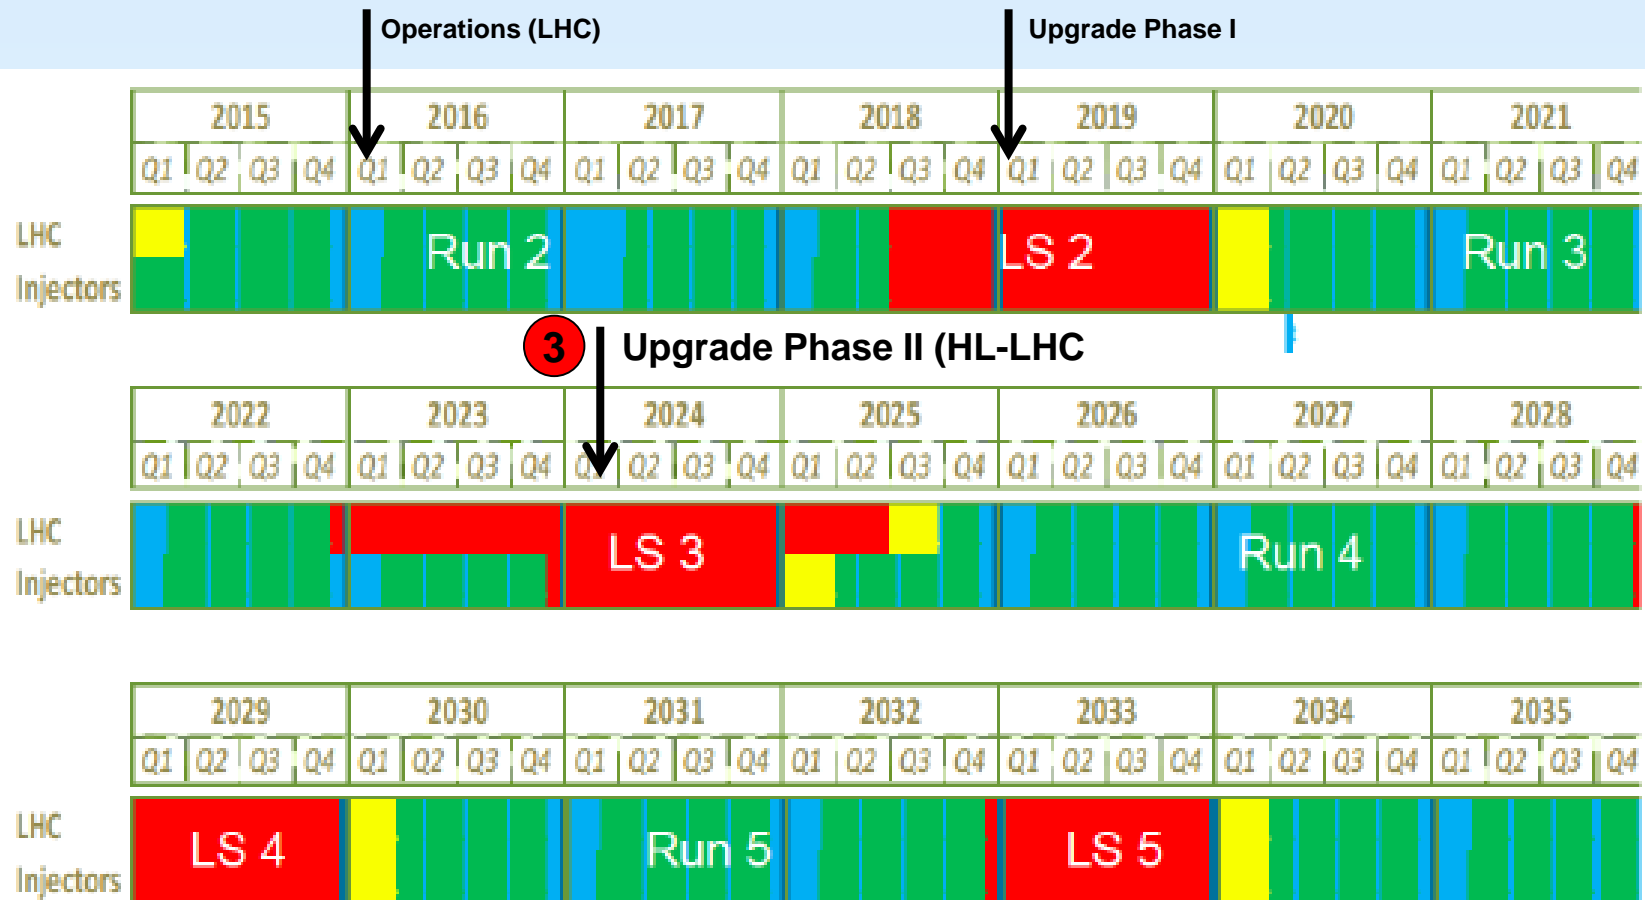 Operations (LHC) Upgrade Phase I
2015 2016 2017 2018 2019 2020 2021
Q1 Q2 Q3 Q4 Q1 Q2 Q3 Q4 Q1 Q2 Q3 Q4 Q1 Q2 Q3 Q4 Q1 Q2 Q3 Q4 Q1 Q2 Q3 Q4 Q1 Q2 Q3 Q4
LHC
Run 2 LS 2 Run 3
Injectors
3 Upgrade Phase II (HL-LHC
2022 2023 2024 2025 2026 2027 2028
Q1 Q2 Q3 Q4 Q1 Q2 Q3 Q4 Q1 Q2 Q3 Q4 Q1 Q2 Q3 Q4 Q1 Q2 Q3 Q4 Q1 Q2 Q3 Q4 Q1 Q2 Q3 Q4
LHC
LS 3 Run 4
Injectors
2029 2030 2031 2032 2033 2034 2035
Q1 Q2 Q3 Q4 Q1 Q2 Q3 Q4 Q1 Q2 Q3 Q4 Q1 Q2 Q3 Q4 Q1 Q2 Q3 Q4 Q1 Q2 Q3 Q4 Q1 Q2 Q3 Q4
LHC
LS 4 Run 5 LS 5
Injectors